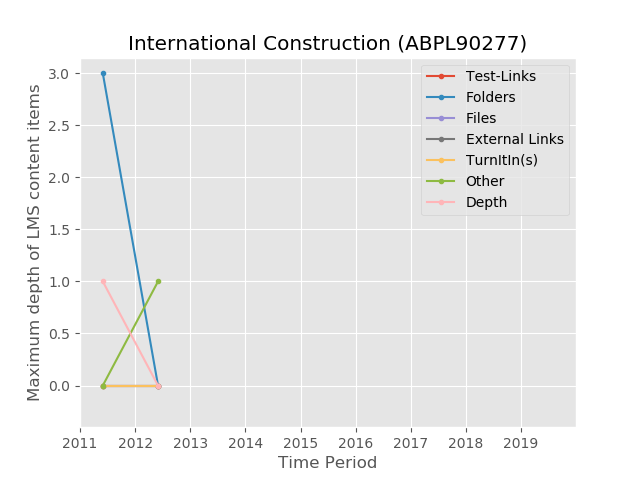 International Construction (ABPL90277)
Maximum depth of LMS content items
3.0
2.5
2.0
1.5
1.0
0.5
0.0
Test-Links
Folders
Files
External Links
TurnItIn(s)
Other
Depth
2011 2012 2013 2014 2015 2016 2017 2018 2019
Time Period